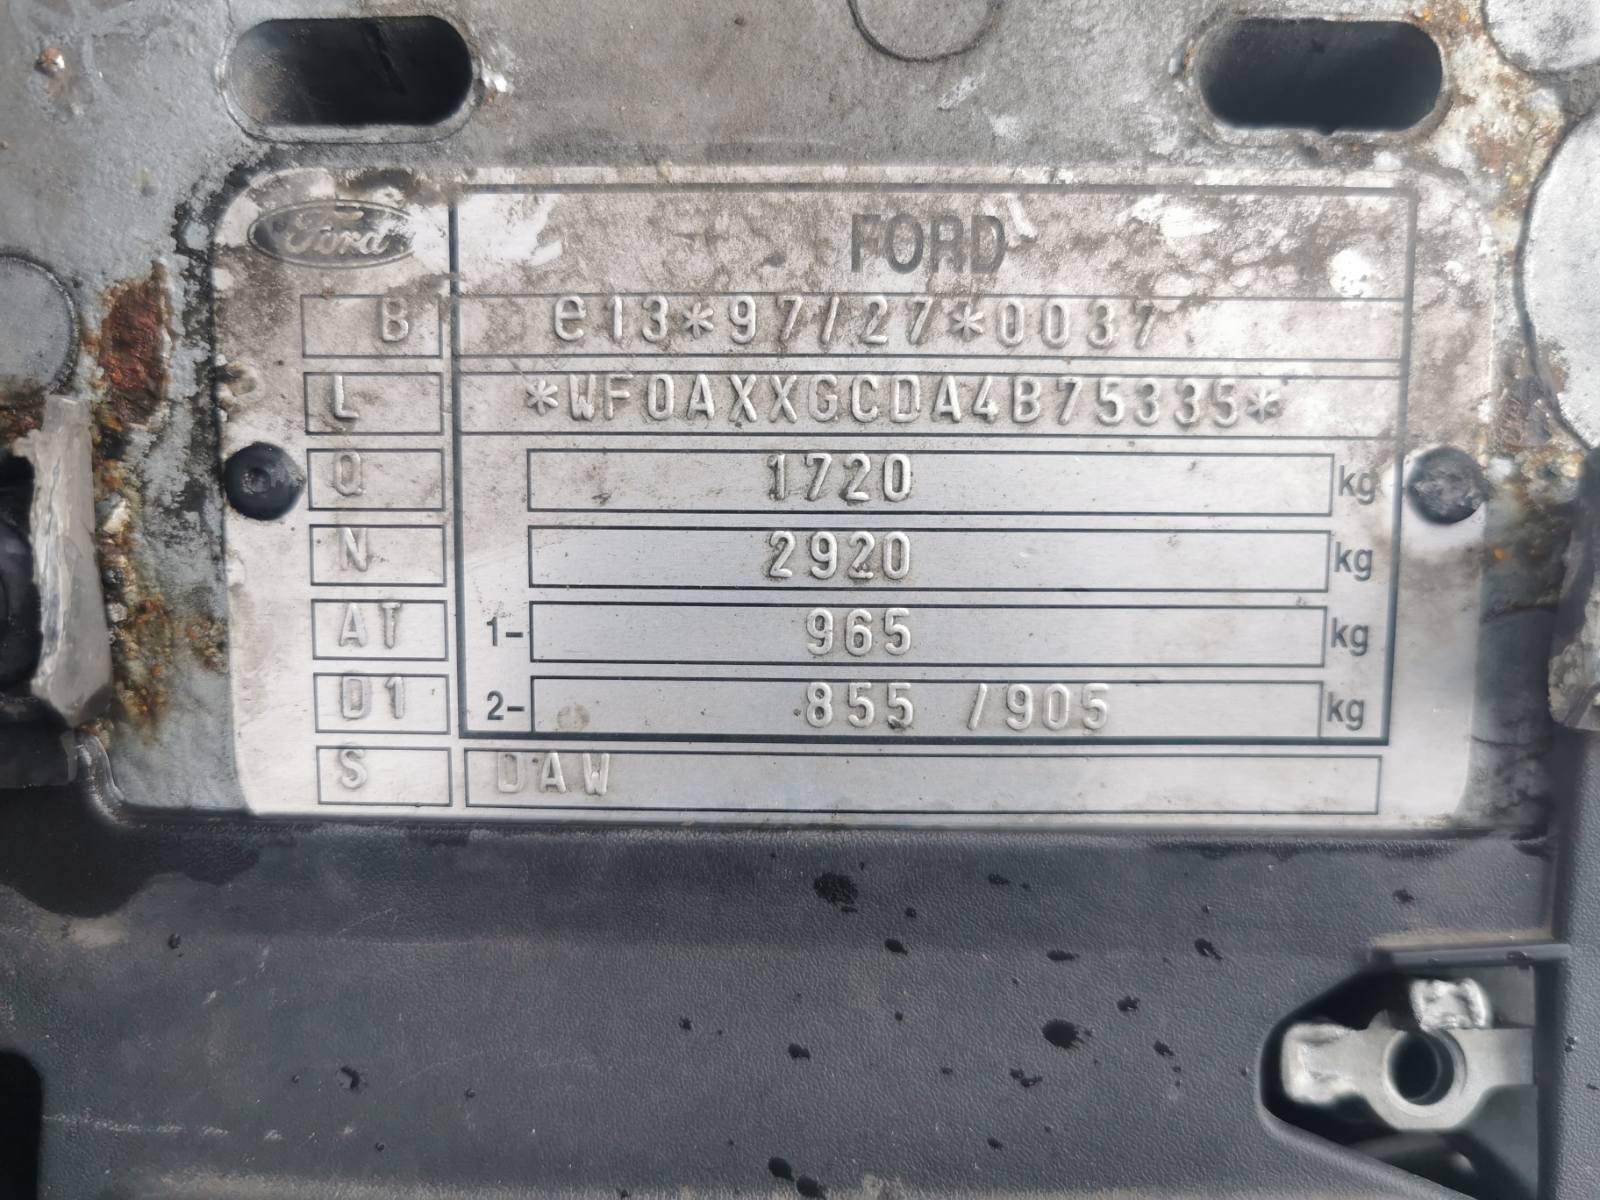 Ford FORD
B e13*97/27*0037
L *WF0AXXGCDA4B75335*
Q 1720 kg
N 2920 kg
AT 1- 965 kg
D1 2- 855 /905 kg
S DAW